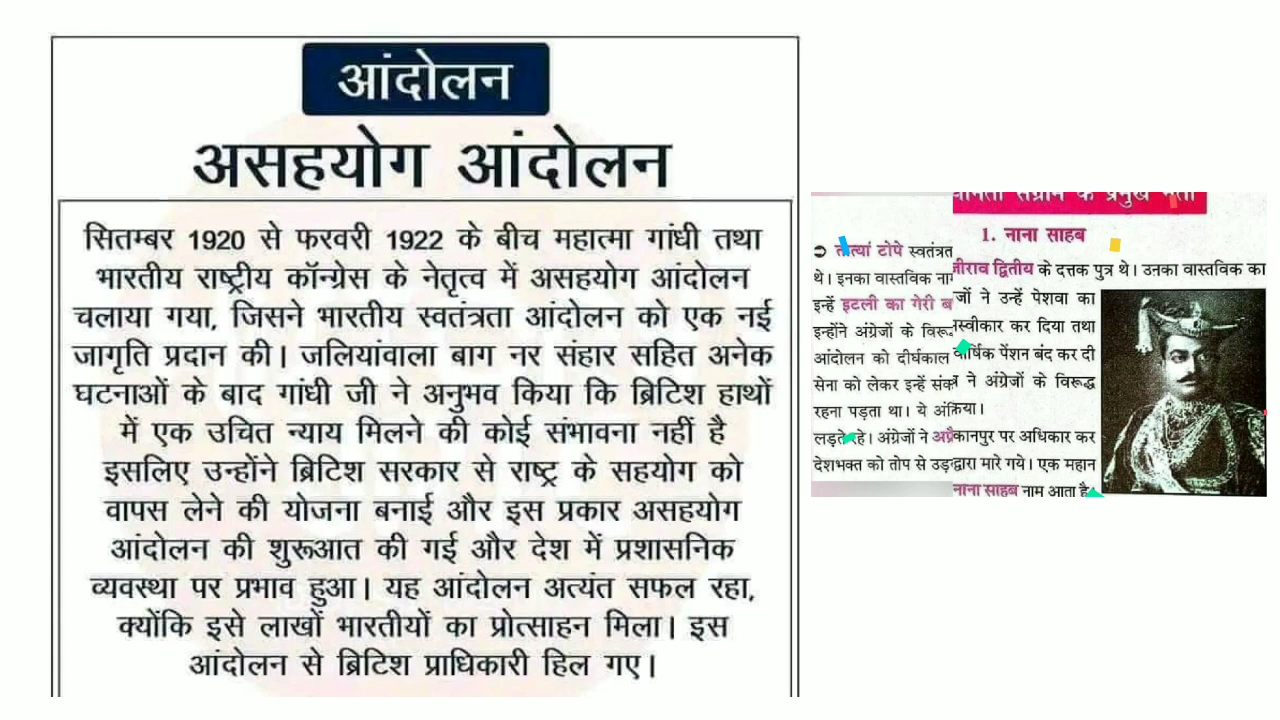 आंदोलन
असहयोग आंदोलन
सितम्बर 1920 से फरवरी 1922 के बीच महात्मा गांधी तथा
भारतीय राष्ट्रीय कॉन्ग्रेस के नेतृत्व में असहयोग आंदोलन
चलाया गया, जिसने भारतीय स्वतंत्रता आंदोलन को एक नई
जागृति प्रदान की। जलियांवाला बाग नर संहार सहित अनेक
घटनाओं के बाद गांधी जी ने अनुभव किया कि ब्रिटिश हाथों
में एक उचित न्याय मिलने की कोई संभावना नहीं है
इसलिए उन्होंने ब्रिटिश सरकार से राष्ट्र के सहयोग को
वापस लेने की योजना बनाई और इस प्रकार असहयोग
आंदोलन की शुरूआत की गई और देश में प्रशासनिक
व्यवस्था पर प्रभाव हुआ। यह आंदोलन अत्यंत सफल रहा,
क्योंकि इसे लाखों भारतीयों का प्रोत्साहन मिला। इस
आंदोलन से ब्रिटिश प्राधिकारी हिल गए।
टोपे स्वतंत्रत
थे। इनका वास्तविक ना
इन्हें इटली का गेरी ब
इन्होंने अंग्रेजों के विरू
आंदोलन को दीर्घकाल
सेना को लेकर इन्हें संक
रहना पड़ता था। ये अं
लड़ते रहे। अंग्रेजों ने
देशभक्त को तोप से उड़
के प्रमुख
1. नाना साहब
द्वितीय के दत्तक पुत्र थे। उनका वास्तविक का
ने उन्हें पेशवा का
कर दिया तथा
पेंशन बंद कर दी
ने अंग्रेजों के विरूद्ध
किया।
कानपुर पर अधिकार कर
द्वारा मारे गये। एक महान
नाना साहब नाम आता है